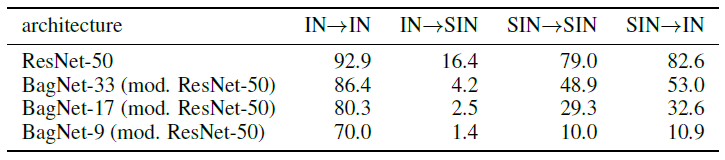 architecture IN→IN IN→SIN SIN→SIN SIN→IN
ResNet-50 92.9 16.4 79.0 82.6
BagNet-33 (mod. ResNet-50) 86.4 4.2 48.9 53.0
BagNet-17 (mod. ResNet-50) 80.3 2.5 29.3 32.6
BagNet-9 (mod. ResNet-50) 70.0 1.4 10.0 10.9